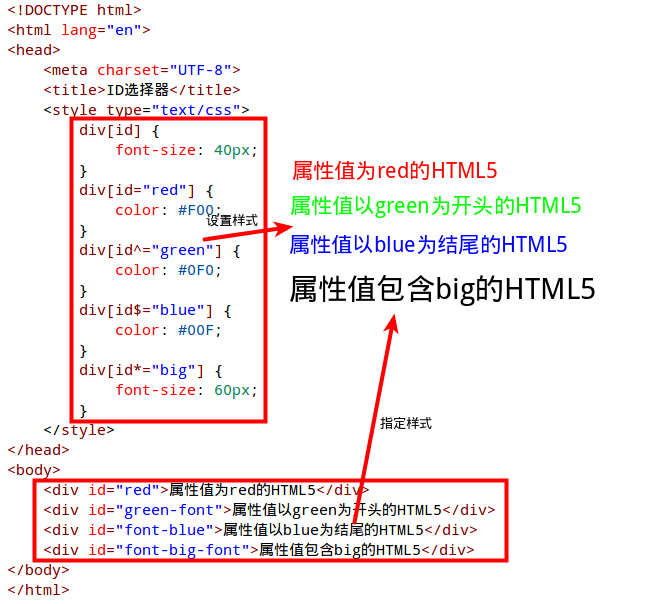 <!DOCTYPE html>
<html lang="en">
<head>
    <meta charset="UTF-8">
    <title>ID选择器</title>
    <style type="text/css">
        div[id] {
            font-size: 40px;
        }
        div[id="red"] {
            color: #F00;
        }
        div[id^="green"] {
            color: #0F0;
        }
        div[id$="blue"] {
            color: #00F;
        }
        div[id*="big"] {
            font-size: 60px;
        }
    </style>
</head>
<body>
    <div id="red">属性值为red的HTML5</div>
    <div id="green-font">属性值以green为开头的HTML5</div>
    <div id="font-blue">属性值以blue为结尾的HTML5</div>
    <div id="font-big-font">属性值包含big的HTML5</div>
</body>
</html>
设置样式
属性值为red的HTML5
属性值以green为开头的HTML5
属性值以blue为结尾的HTML5
属性值包含big的HTML5
指定样式